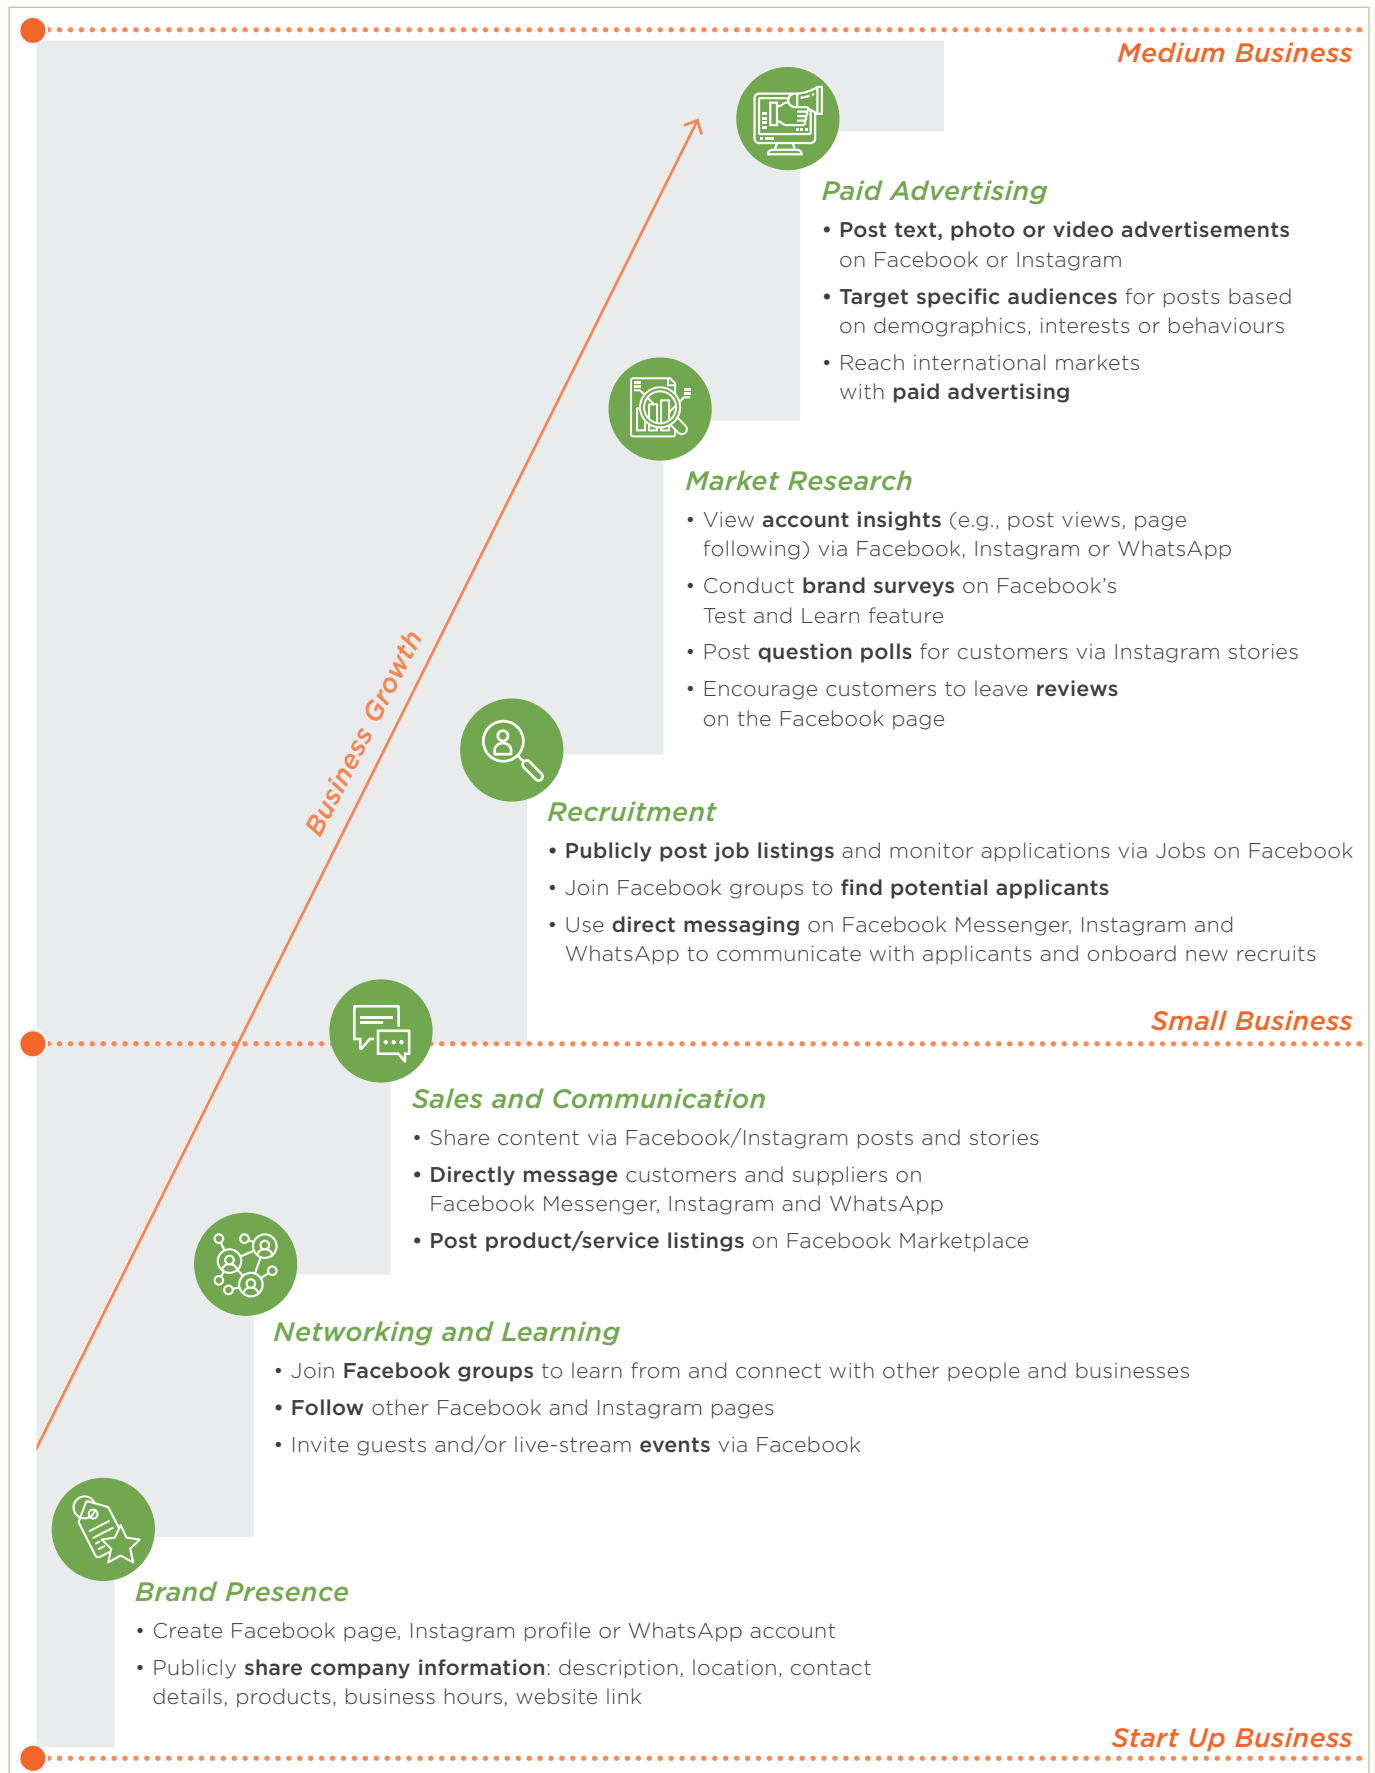 Medium Business
Paid Advertising
• Post text, photo or video advertisements
on Facebook or Instagram
• Target specific audiences for posts based
on demographics, interests or behaviours
• Reach international markets
with paid advertising
Market Research
• View account insights (e.g., post views, page
following) via Facebook, Instagram or WhatsApp
• Conduct brand surveys on Facebook’s
Test and Learn feature
• Post question polls for customers via Instagram stories
• Encourage customers to leave reviews
on the Facebook page
Business Growth
Recruitment
• Publicly post job listings and monitor applications via Jobs on Facebook
• Join Facebook groups to find potential applicants
• Use direct messaging on Facebook Messenger, Instagram and
WhatsApp to communicate with applicants and onboard new recruits
Small Business
Sales and Communication
• Share content via Facebook/Instagram posts and stories
• Directly message customers and suppliers on
Facebook Messenger, Instagram and WhatsApp
• Post product/service listings on Facebook Marketplace
Networking and Learning
• Join Facebook groups to learn from and connect with other people and businesses
• Follow other Facebook and Instagram pages
• Invite guests and/or live-stream events via Facebook
Brand Presence
• Create Facebook page, Instagram profile or WhatsApp account
• Publicly share company information: description, location, contact
details, products, business hours, website link
Start Up Business